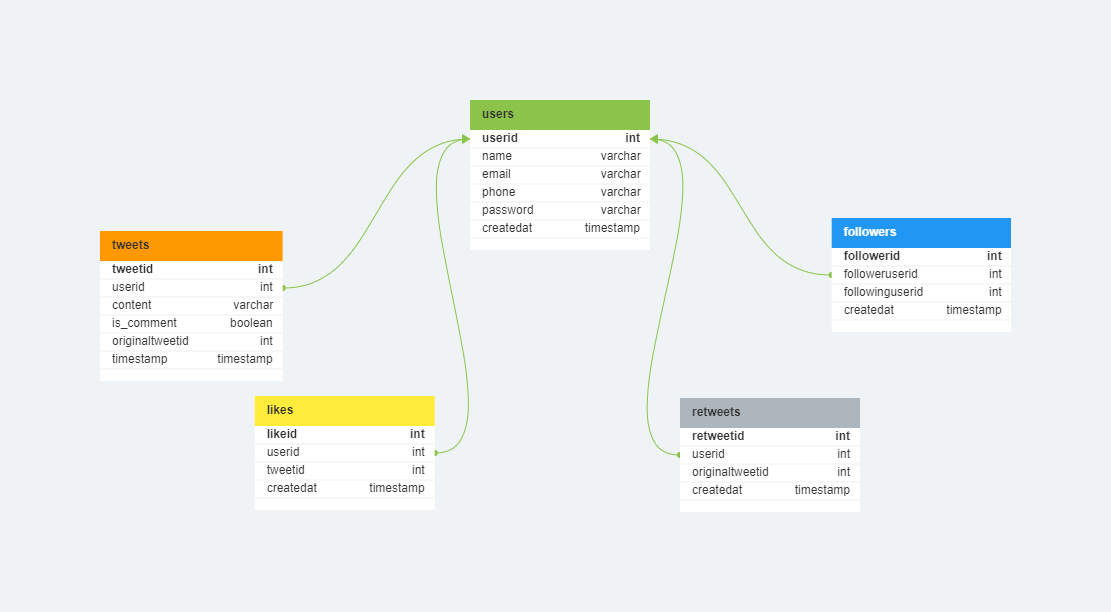 users
userid int
name varchar
email varchar
phone varchar
password varchar
createdat timestamp
tweets
tweetid int
userid int
content varchar
is_comment boolean
originaltweetid int
timestamp timestamp
followers
followerid int
followeruserid int
followinguserid int
createdat timestamp
likes
likeid int
userid int
tweetid int
createdat timestamp
retweets
retweetid int
userid int
originaltweetid int
createdat timestamp